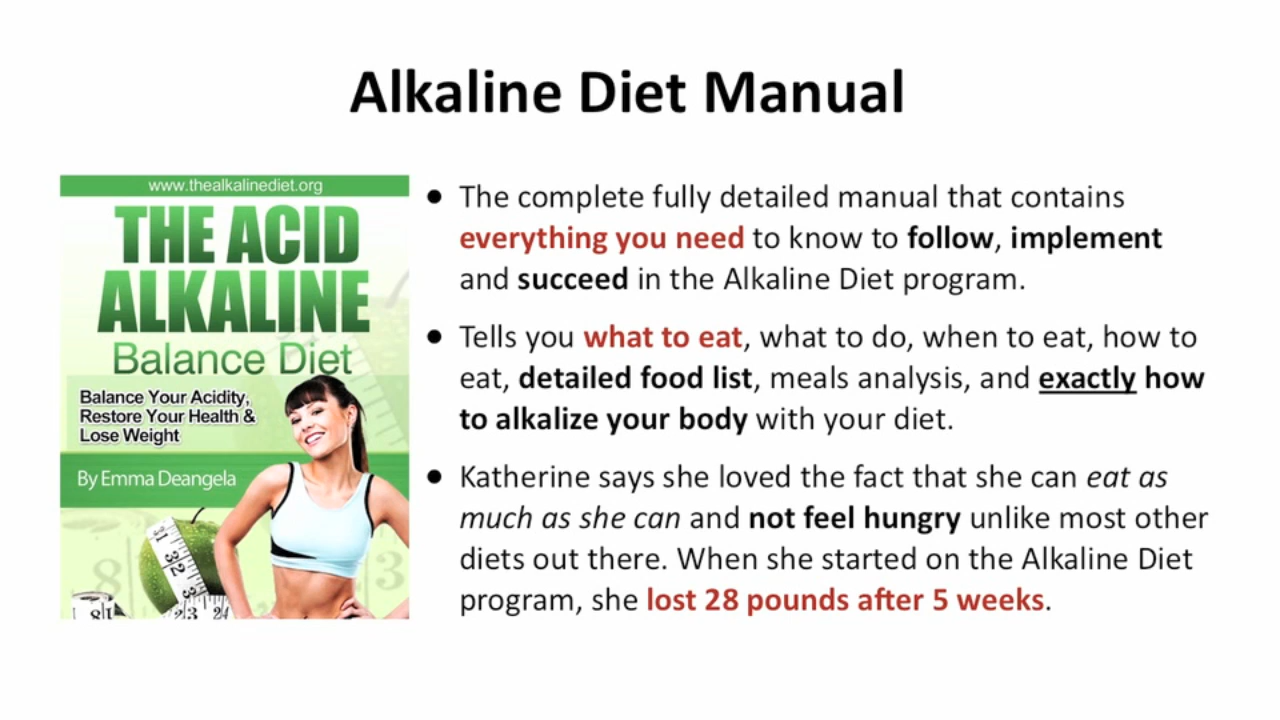 Alkaline Diet Manual
www.thealkalinediet.org
THE ACID
ALKALINE
Balance Diet
Balance Your Acidity,
Restore Your Health &
Lose Weight
By Emma Deangela
● The complete fully detailed manual that contains
everything you need to know to follow, implement
and succeed in the Alkaline Diet program.
● Tells you what to eat, what to do, when to eat, how to
eat, detailed food list, meals analysis, and exactly how
to alkalize your body with your diet.
● Katherine says she loved the fact that she can eat as
much as she can and not feel hungry unlike most other
diets out there. When she started on the Alkaline Diet
program, she lost 28 pounds after 5 weeks.